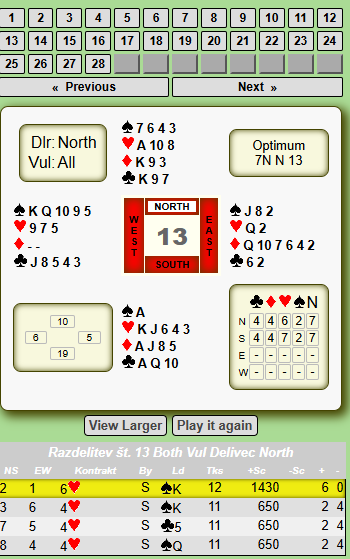 1 2 3 4 5 6 7 8 9 10 11 12
13 14 15 16 17 18 19 20 21 22 23 24
25 26 27 28
« Previous Next »
Dlr: North
Vul: All
♠ 7 6 4 3
♥ A 10 8
♦ K 9 3
♣ K 9 7
Optimum
7N N 13
♠ K Q 10 9 5
♥ 9 7 5
♦ - -
♣ J 8 5 4 3
NORTH
WEST
13
EAST
SOUTH
♠ J 8 2
♥ Q 2
♦ Q 10 7 6 4 2
♣ 6 2
♠ A
♥ K J 6 4 3
♦ A J 8 5
♣ A Q 10
10
6 5
19
♣ ♦ ♥ ♠ N
N 4 4 6 2 7
S 4 4 7 2 7
E - - - - -
W - - - - -
View Larger Play it again
Razdelitev št. 13 Both Vul Delivec North
NS EW Kontrakt By Ld Tks +Sc -Sc + -
2 1 6♥ S ♠K 12 1430 6 0
3 6 4♥ S ♠K 11 650 2 4
7 5 4♥ S ♣5 11 650 2 4
8 4 4♥ S ♠Q 11 650 2 4